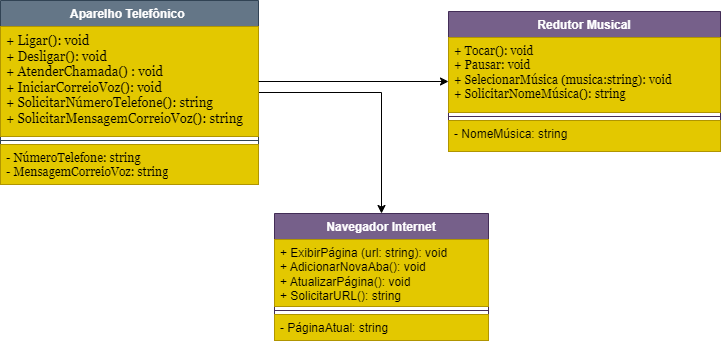 Aparelho Telefônico
+ Ligar(): void
+ Desligar(): void
+ AtenderChamada() : void
+ IniciarCorreioVoz(): void
+ SolicitarNúmeroTelefone(): string
+ SolicitarMensagemCorreioVoz(): string
- NúmeroTelefone: string
- MensagemCorreioVoz: string
Redutor Musical
+ Tocar(): void
+ Pausar: void
+ SelecionarMúsica (musica:string): void
+ SolicitarNomeMúsica(): string
- NomeMúsica: string
Navegador Internet
+ ExibirPágina (url: string): void
+ AdicionarNovaAba(): void
+ AtualizarPágina(): void
+ SolicitarURL(): string
- PáginaAtual: string